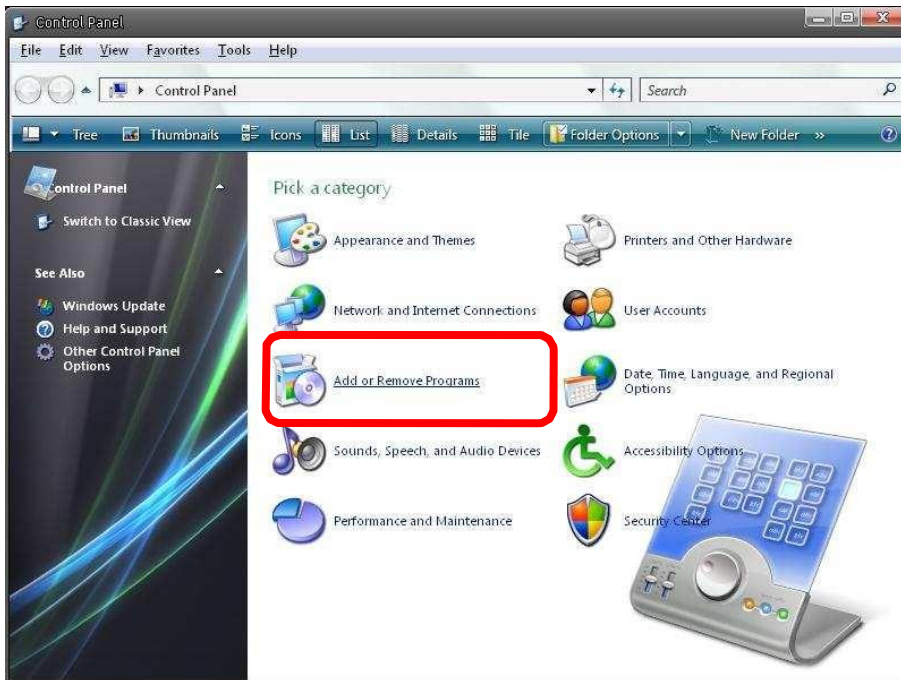 Control Panel
File Edit View Favorites Tools Help
Control Panel
Search
Tree Thumbnails Icons List Details Tile Folder Options New Folder »
Control Panel
Switch to Classic View
See Also
Windows Update
Help and Support
Other Control Panel
Options
Pick a category
Appearance and Themes
Printers and Other Hardware
Network and Internet Connections
User Accounts
Add or Remove Programs
Date, Time, Language, and Regional
Options
Sounds, Speech, and Audio Devices
Accessibility Options
Performance and Maintenance
Security Center